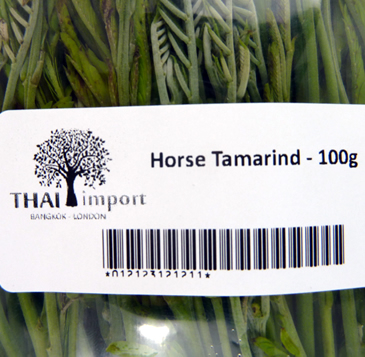 Horse Tamarind - 100g
THAI import
BANGKOK - LONDON
*012123121211*